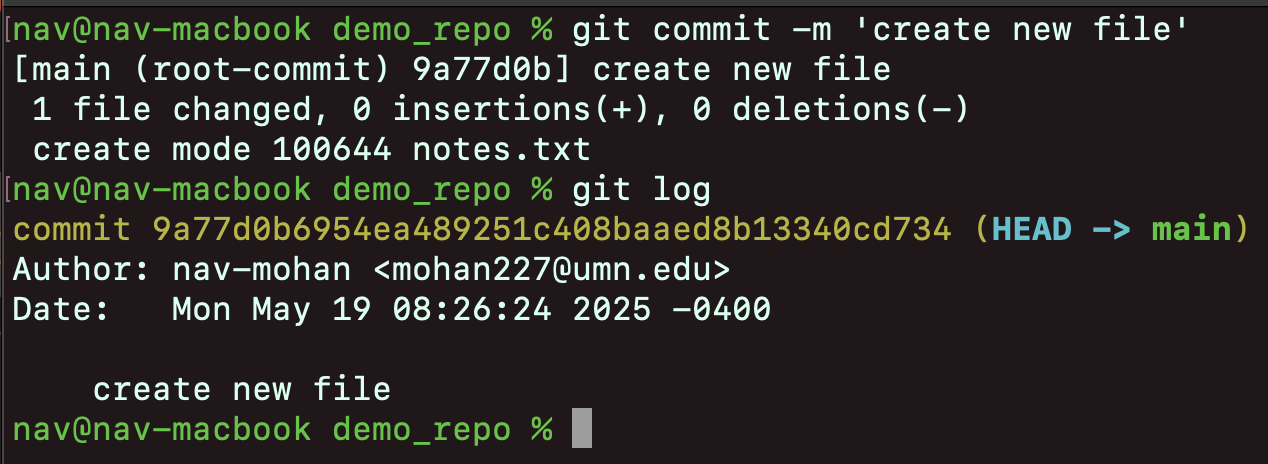 [nav@nav-macbook demo_repo % git commit -m 'create new file'
[main (root-commit) 9a77d0b] create new file
 1 file changed, 0 insertions(+), 0 deletions(-)
 create mode 100644 notes.txt
[nav@nav-macbook demo_repo % git log
commit 9a77d0b6954ea489251c408baaed8b13340cd734 (HEAD -> main)
Author: nav-mohan <mohan227@umn.edu>
Date:   Mon May 19 08:26:24 2025 -0400

    create new file
nav@nav-macbook demo_repo %